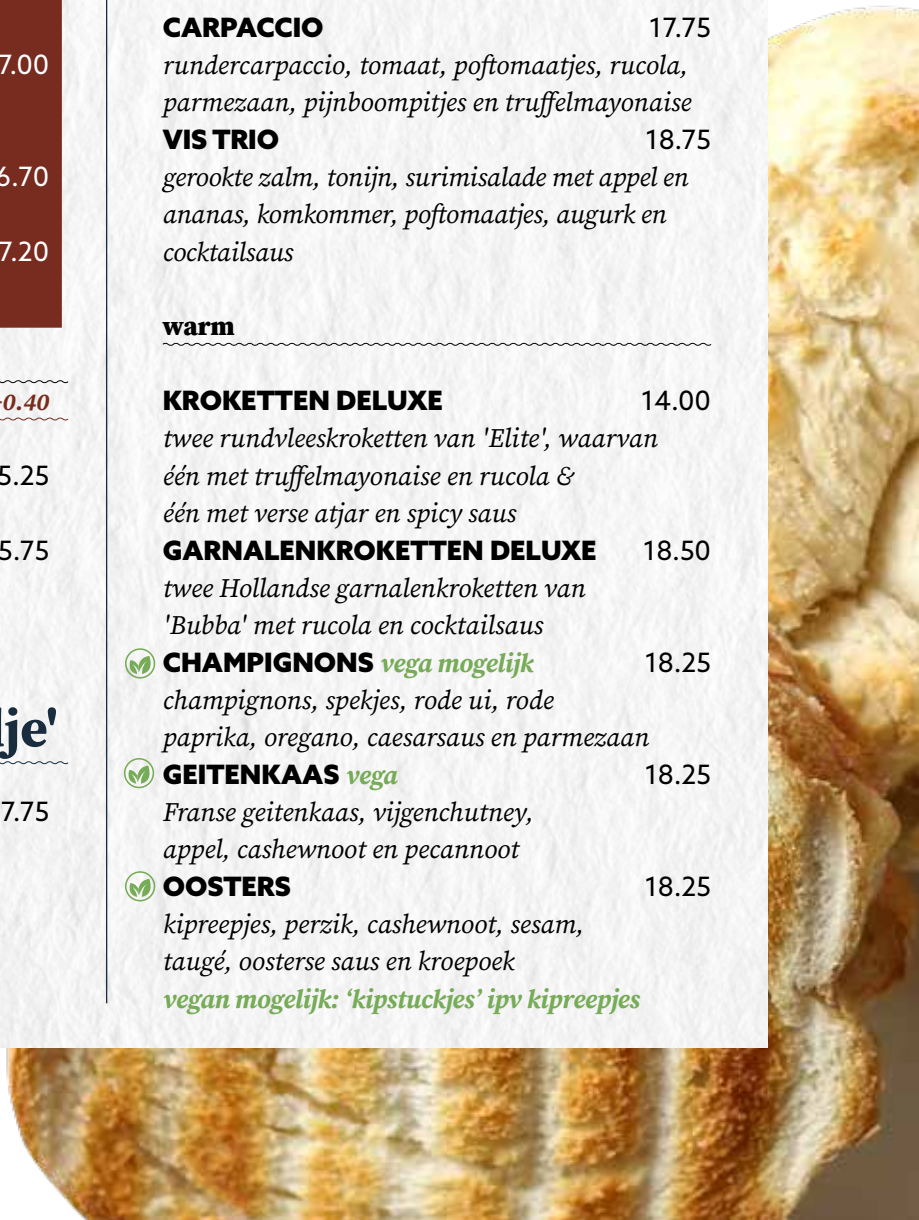 7.00
6.70
7.20
0.40
5.25
5.75
lje'
7.75
CARPACCIO 17.75
rundercarpaccio, tomaat, poftomaatjes, rucola,
parmezaan, pijnboompitjes en truffelmayonaise
VIS TRIO 18.75
gerookte zalm, tonijn, surimisalade met appel en
ananas, komkommer, poftomaatjes, augurk en
cocktailsaus
warm
KROKETTEN DELUXE 14.00
twee rundvleeskroketten van 'Elite', waarvan
één met truffelmayonaise en rucola &
één met verse atjar en spicy saus
GARNALENKROKETTEN DELUXE 18.50
twee Hollandse garnalenkroketten van
'Bubba' met rucola en cocktailsaus
CHAMPIGNONS vega mogelijk 18.25
champignons, spekjes, rode ui, rode
paprika, oregano, caesarsaus en parmezaan
GEITENKAAS vega 18.25
Franse geitenkaas, vijgenchutney,
appel, cashewnoot en pecannoot
OOSTERS 18.25
kipreepjes, perzik, cashewnoot, sesam,
taugé, oosterse saus en kroepoek
vegan mogelijk: ‘kipstuckjes’ ipv kipreepjes